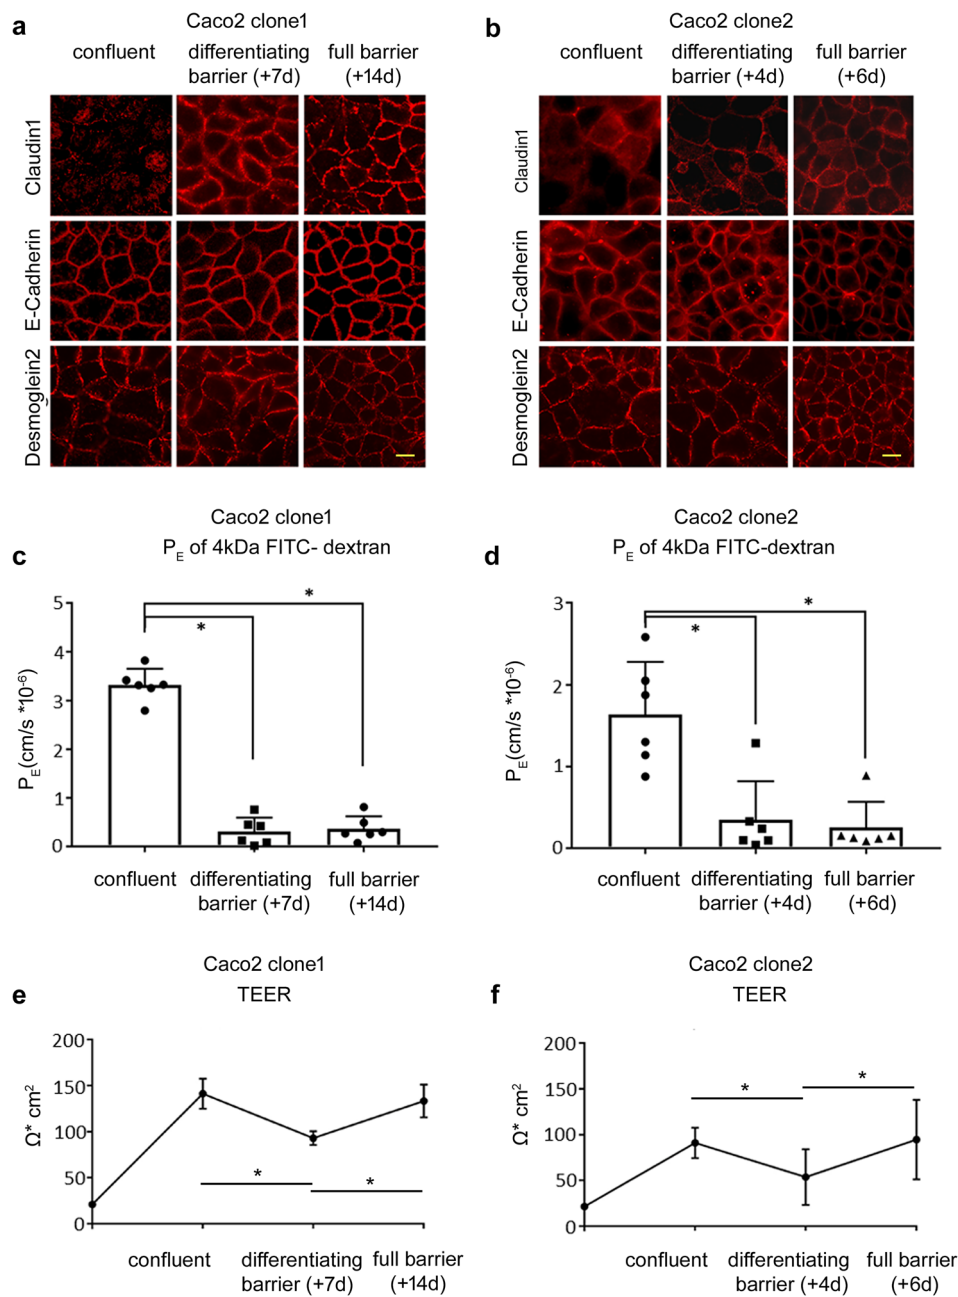 a
Caco2 clone1
confluent
differentiating
barrier (+7d)
full barrier
(+14d)
Claudin1
E-Cadherin
Desmoglein2
b
Caco2 clone2
confluent
differentiating
barrier (+4d)
full barrier
(+6d)
Claudin1
E-Cadherin
Desmoglein2
c
Caco2 clone1
PE of 4kDa FITC- dextran
PE(cm/s *10-6)
5
4
3
2
1
0
*
*
confluent
differentiating
barrier (+7d)
full barrier
(+14d)
d
Caco2 clone2
PE of 4kDa FITC-dextran
PE(cm/s *10-6)
3
2
1
0
*
*
confluent
differentiating
barrier (+4d)
full barrier
(+6d)
e
Caco2 clone1
TEER
Ω* cm2
200
150
100
50
0
*
*
confluent
differentiating
barrier (+7d)
full barrier
(+14d)
f
Caco2 clone2
TEER
Ω* cm2
200
150
100
50
0
*
*
confluent
differentiating
barrier (+4d)
full barrier
(+6d)